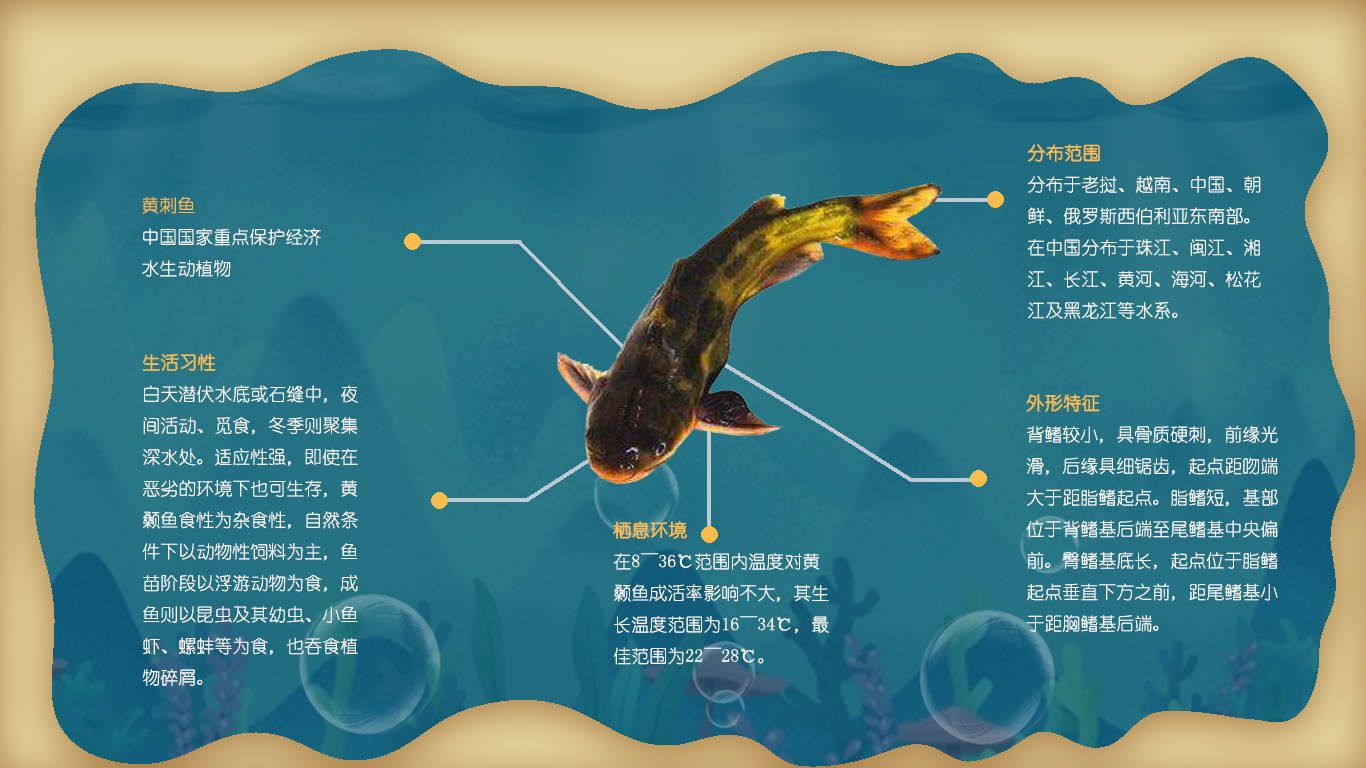 黄刺鱼
中国国家重点保护经济
水生动植物
生活习性
白天潜伏水底或石缝中，夜
间活动、觅食，冬季则聚集
深水处。适应性强，即使在
恶劣的环境下也可生存，黄
颡鱼食性为杂食性，自然条
件下以动物性饲料为主，鱼
苗阶段以浮游动物为食，成
鱼则以昆虫及其幼虫、小鱼
虾、螺蚌等为食，也吞食植
物碎屑。
栖息环境
在8￣36℃范围内温度对黄
颡鱼成活率影响不大，其生
长温度范围为16￣34℃，最
佳范围为22￣28℃。
分布范围
分布于老挝、越南、中国、朝
鲜、俄罗斯西伯利亚东南部。
在中国分布于珠江、闽江、湘
江、长江、黄河、海河、松花
江及黑龙江等水系。
外形特征
背鳍较小，具骨质硬刺，前缘光
滑，后缘具细锯齿，起点距吻端
大于距脂鳍起点。脂鳍短，基部
位于背鳍基后端至尾鳍基中央偏
前。臀鳍基底长，起点位于脂鳍
起点垂直下方之前，距尾鳍基小
于距胸鳍基后端。